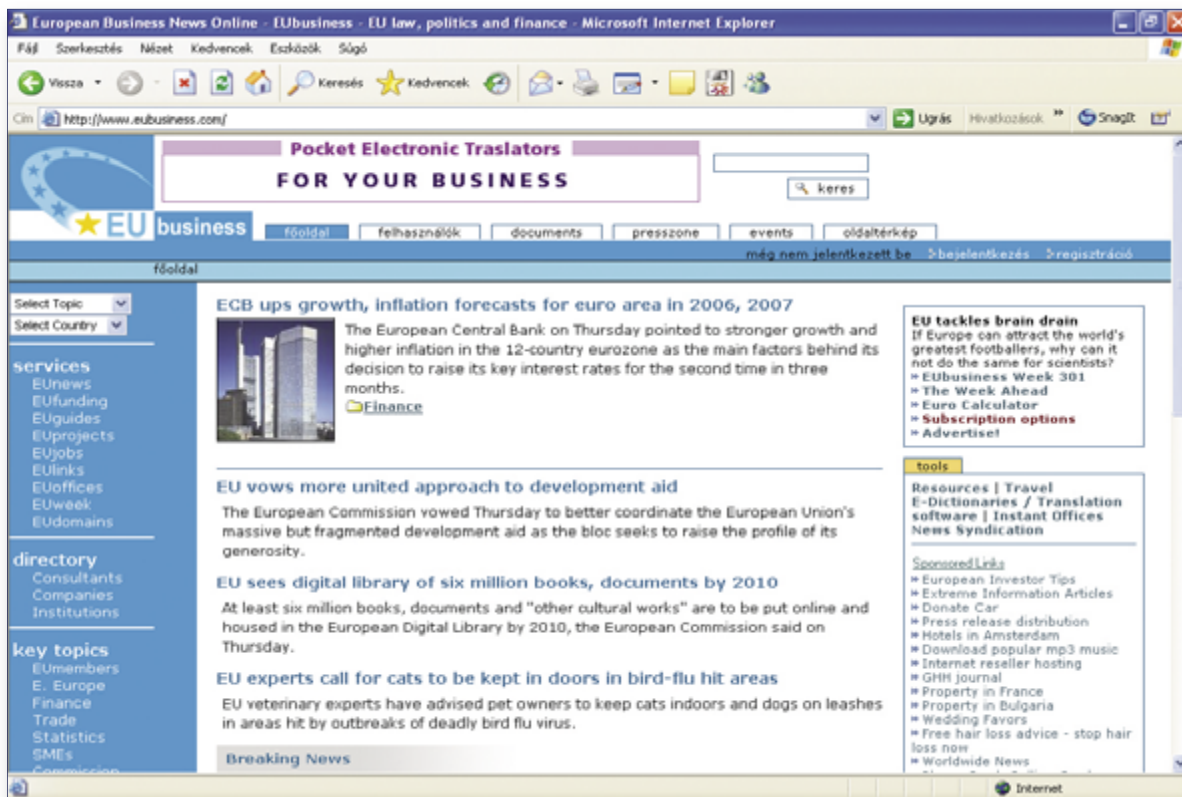 European Business News Online - EUbusiness - EU law, politics and finance - Microsoft Internet Explorer
Fájl Szerkesztés Nézet Kedvencek Eszközök Súgó
Vissza Keresés Kedvencek
Cím http://www.eubusiness.com/ Ugrás Hivatkozások » SnagIt
Pocket Electronic Traslators
FOR YOUR BUSINESS
keres
EU business
főoldal felhasználók documents presszone events oldaltérkép
még nem jelentkezett be bejelentkezés regisztráció
főoldal
Select Topic
Select Country
services
EUnews
EUfunding
EUguides
EUprojects
EUjobs
EUlinks
EUoffices
EUweek
EUdomains
directory
Consultants
Companies
Institutions
key topics
EUmembers
E. Europe
Finance
Trade
Statistics
SMEs
Commission
ECB ups growth, inflation forecasts for euro area in 2006, 2007
The European Central Bank on Thursday pointed to stronger growth and
higher inflation in the 12-country eurozone as the main factors behind its
decision to raise its key interest rates for the second time in three
months.
Finance
EU vows more united approach to development aid
The European Commission vowed Thursday to better coordinate the European Union's
massive but fragmented development aid as the bloc seeks to raise the profile of its
generosity.
EU sees digital library of six million books, documents by 2010
At least six million books, documents and "other cultural works" are to be put online and
housed in the European Digital Library by 2010, the European Commission said on
Thursday.
EU experts call for cats to be kept in doors in bird-flu hit areas
EU veterinary experts have advised pet owners to keep cats indoors and dogs on leashes
in areas hit by outbreaks of deadly bird flu virus.
Breaking News
EU tackles brain drain
If Europe can attract the world's
greatest footballers, why can it
not do the same for scientists?
» EUbusiness Week 301
» The Week Ahead
» Euro Calculator
» Subscription options
» Advertise!
tools
Resources | Travel
E-Dictionaries / Translation
software | Instant Offices
News Syndication
Sponsored Links
» European Investor Tips
» Extreme Information Articles
» Donate Car
» Press release distribution
» Hotels in Amsterdam
» Download popular mp3 music
» Internet reseller hosting
» GHH journal
» Property in France
» Property in Bulgaria
» Wedding Favors
» Free hair loss advice - stop hair
loss now
» Worldwide News
Internet